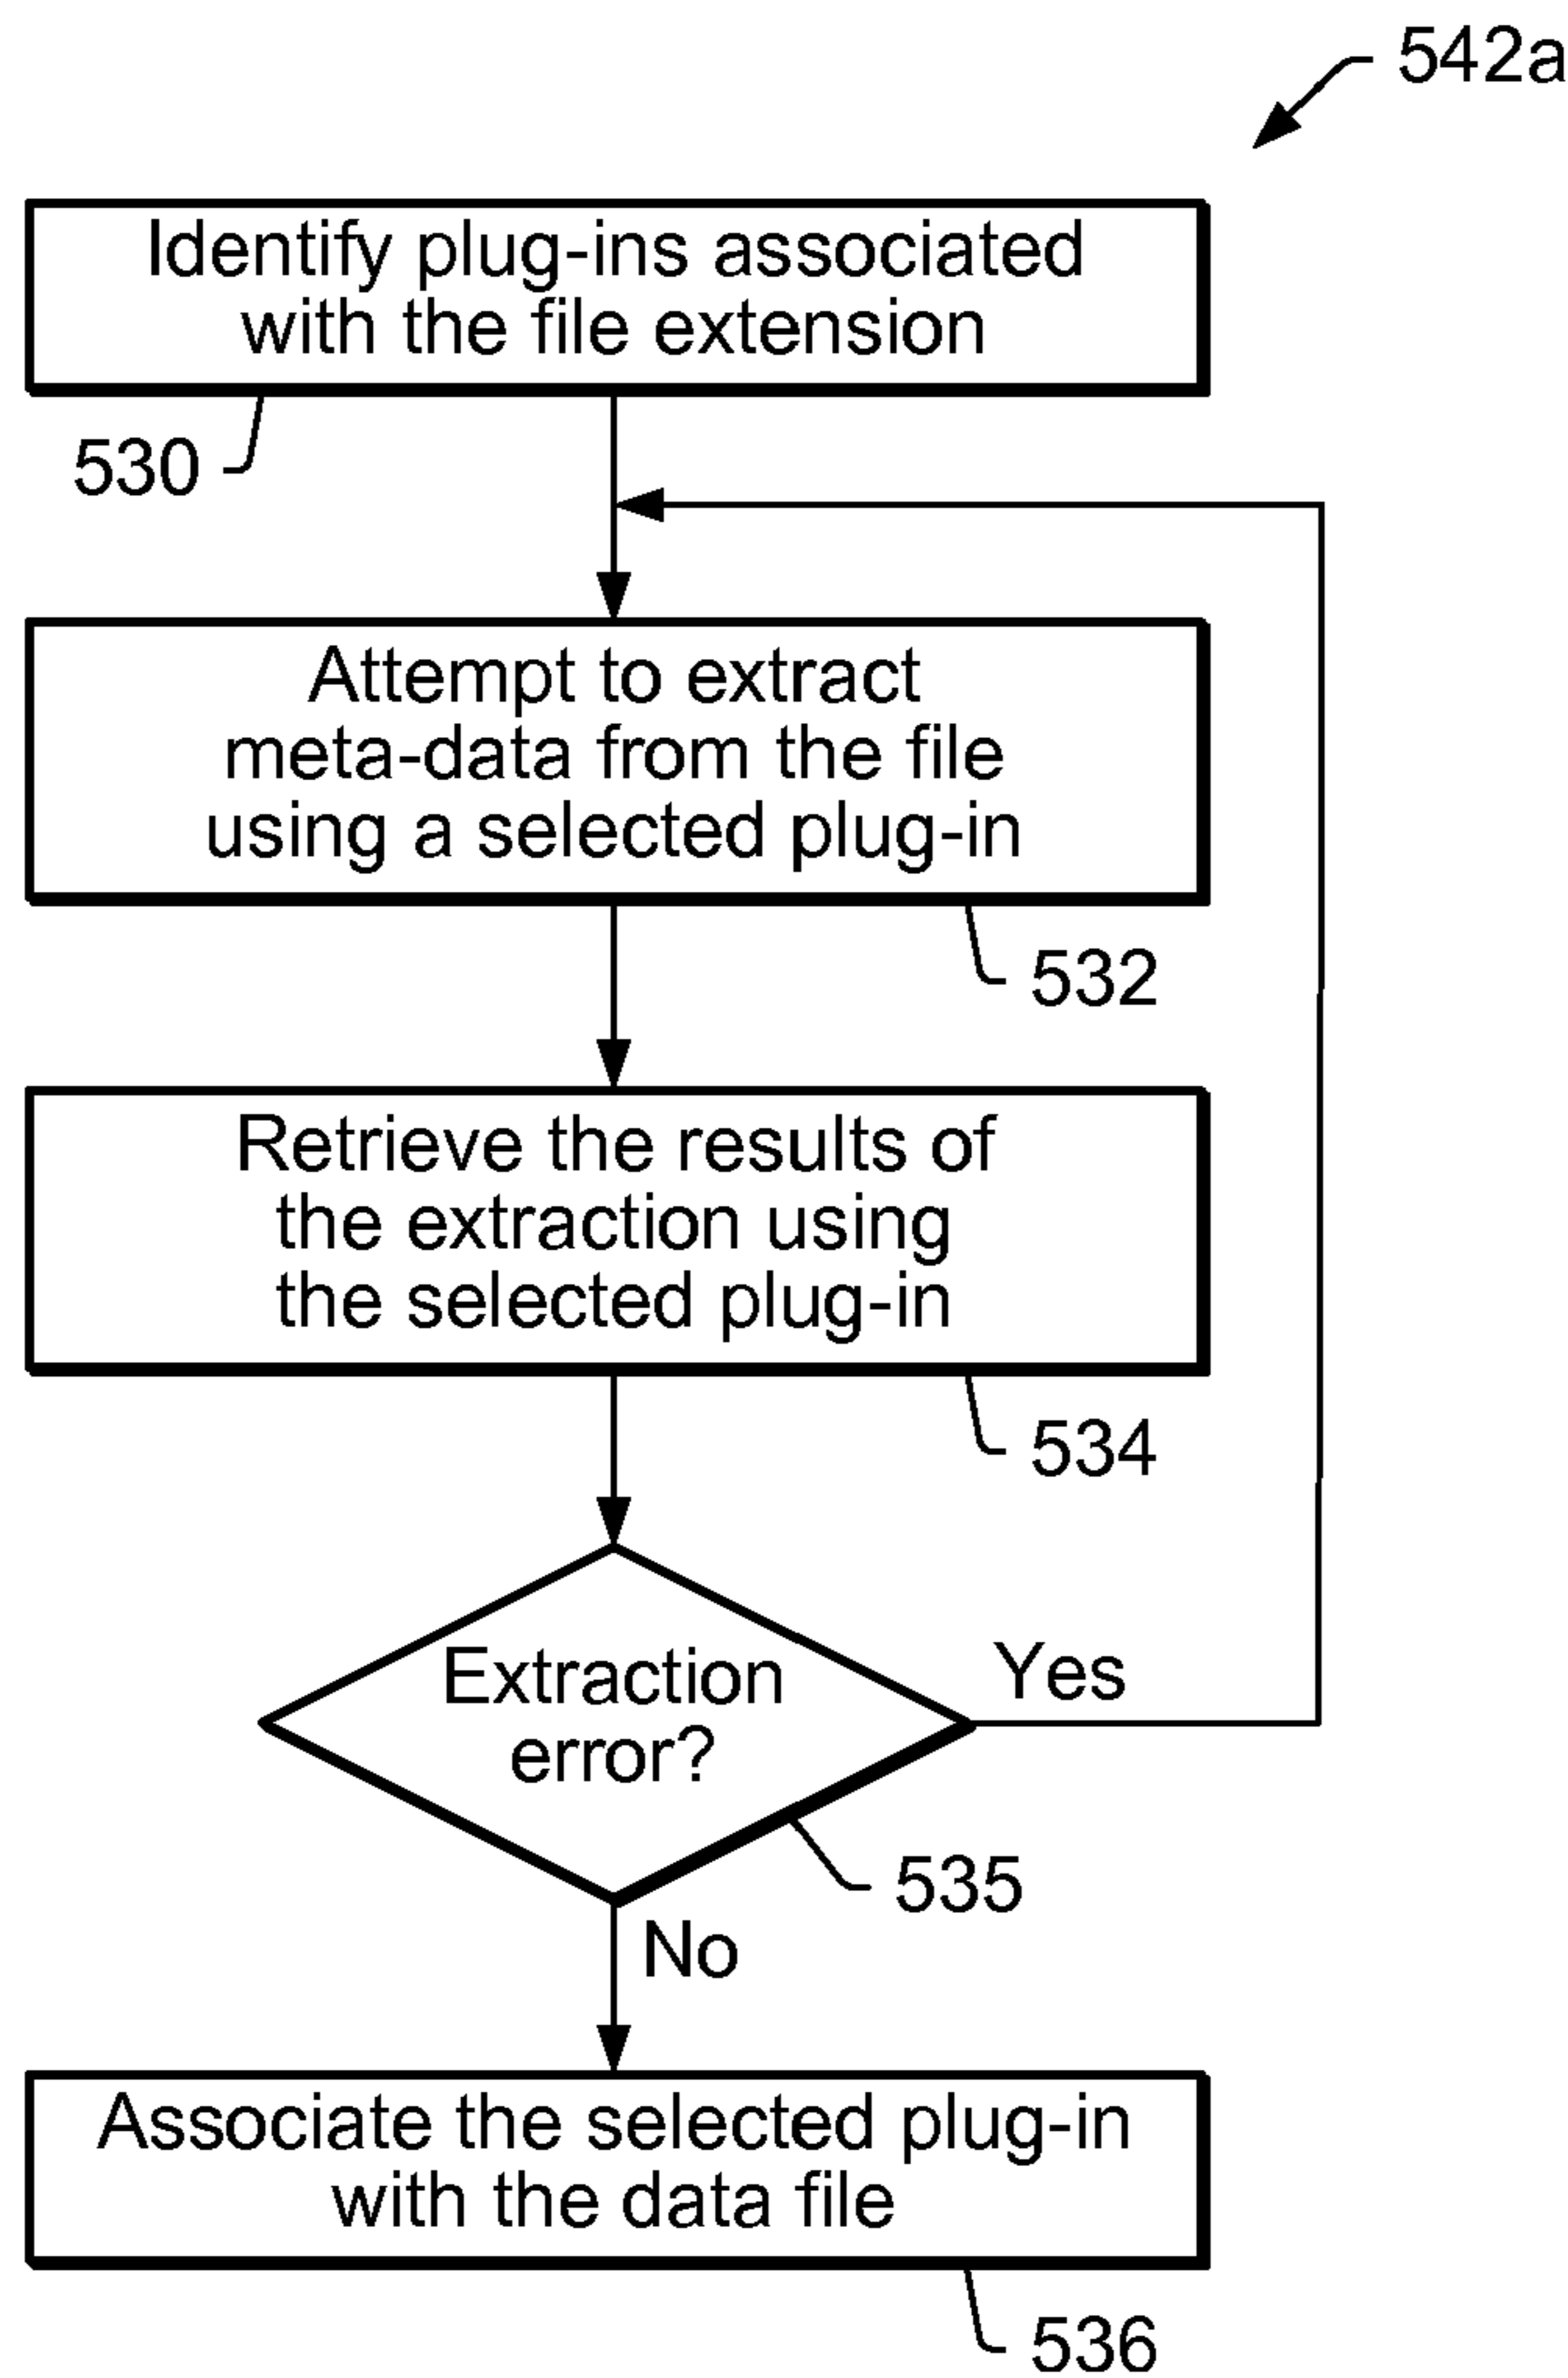 542a
Identify plug-ins associated
with the file extension
530
Attempt to extract
meta-data from the file
using a selected plug-in
532
Retrieve the results of
the extraction using
the selected plug-in
534
Extraction
error?
Yes
535
No
Associate the selected plug-in
with the data file
536